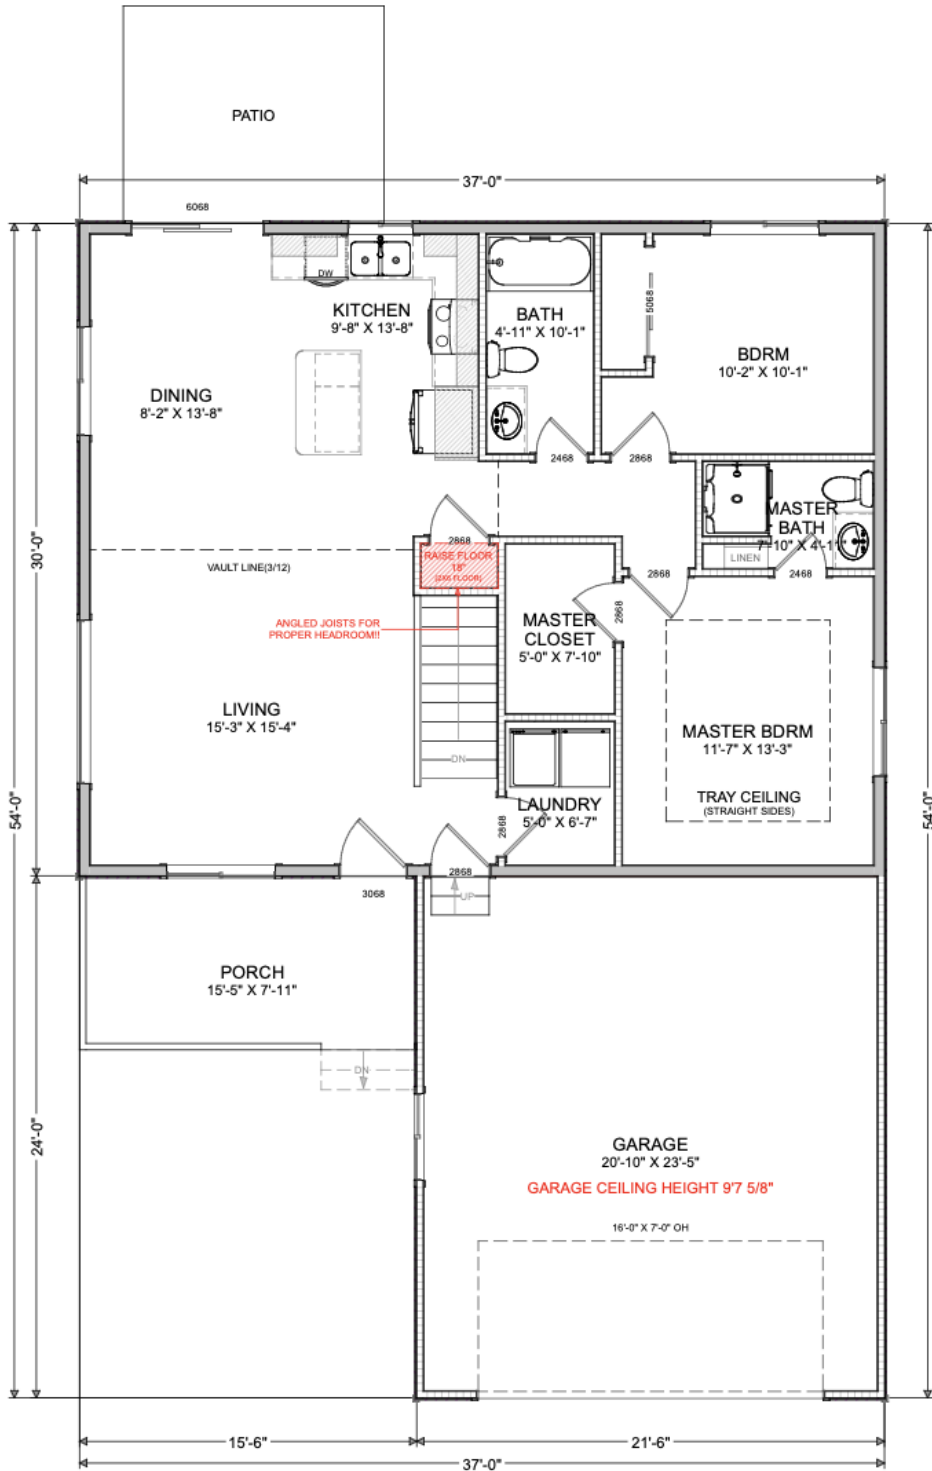 PATIO
37'-0"
6068
DW
KITCHEN
9'-8" X 13'-8"
BATH
4'-11" X 10'-1"
5068
BDRM
10'-2" X 10'-1"
DINING
8'-2" X 13'-8"
2468
2868
MASTER
BATH
7'-10" X 4'-1"
LINEN
2468
2868
RAISE FLOOR
18"
(2X6 FLOOR)
VAULT LINE(3/12)
30'-0"
2868
2868
ANGLED JOISTS FOR
PROPER HEADROOM!!
MASTER
CLOSET
5'-0" X 7'-10"
LIVING
15'-3" X 15'-4"
MASTER BDRM
11'-7" X 13'-3"
DN
TRAY CEILING
(STRAIGHT SIDES)
LAUNDRY
5'-0" X 6'-7"
2868
54'-0"
54'-0"
2868
3068
UP
PORCH
15'-5" X 7'-11"
DN
24'-0"
GARAGE
20'-10" X 23'-5"
GARAGE CEILING HEIGHT 9'7 5/8"
16'-0" X 7'-0" OH
15'-6"
21'-6"
37'-0"